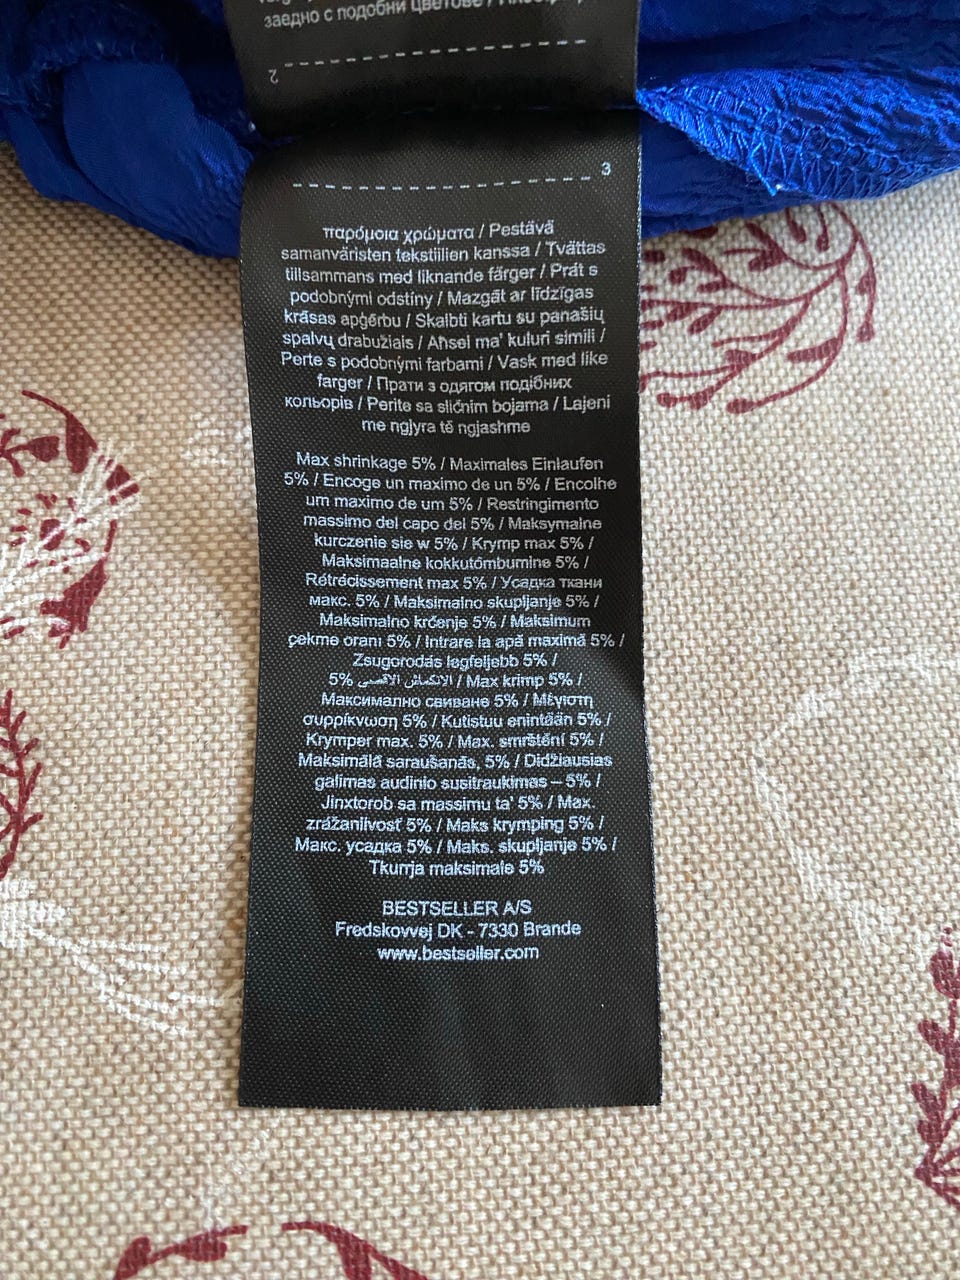 заедно с подобни цветове /
2
3
παρόμοια χρώματα / Pestävä
samanväristen tekstiilien kanssa / Tvättas
tillsammans med liknande färger / Prát s
podobnými odstíny / Mazgāt ar līdzīgas
krāsas apģērbu / Skalbti kartu su panašių
spalvų drabužiais / Aħsel ma' kuluri simili /
Perte s podobnými farbami / Vask med like
farger / Прати з одягом подібних
кольорів / Perite sa sličnim bojama / Lajeni
me ngjyra të ngjashme
Max shrinkage 5% / Maximales Einlaufen
5% / Encoge un maximo de un 5% / Encolhe
um maximo de um 5% / Restringimento
massimo del capo del 5% / Maksymalne
kurczenie sie w 5% / Krymp max 5% /
Maksimaalne kokkutõmbumine 5% /
Rétrécissement max 5% / Усадка ткани
макс. 5% / Maksimalno skupljanje 5% /
Maksimalno krčenje 5% / Maksimum
çekme oranı 5% / Intrare la apă maximă 5% /
Zsugorodás legfeljebb 5% /
5% الانكماش الأقصى / Max krimp 5% /
Максимално свиване 5% / Μέγιστη
συρρίκνωση 5% / Kutistuu enintään 5% /
Krymper max. 5% / Max. smrštění 5% /
Maksimālā saraušanās, 5% / Didžiausias
galimas audinio susitraukimas – 5% /
Jinxtorob sa massimu ta' 5% / Max.
zrážanlivosť 5% / Maks krymping 5% /
Макс. усадка 5% / Maks. skupljanje 5% /
Tkurrja maksimale 5%
BESTSELLER A/S
Fredskovvej DK - 7330 Brande
www.bestseller.com